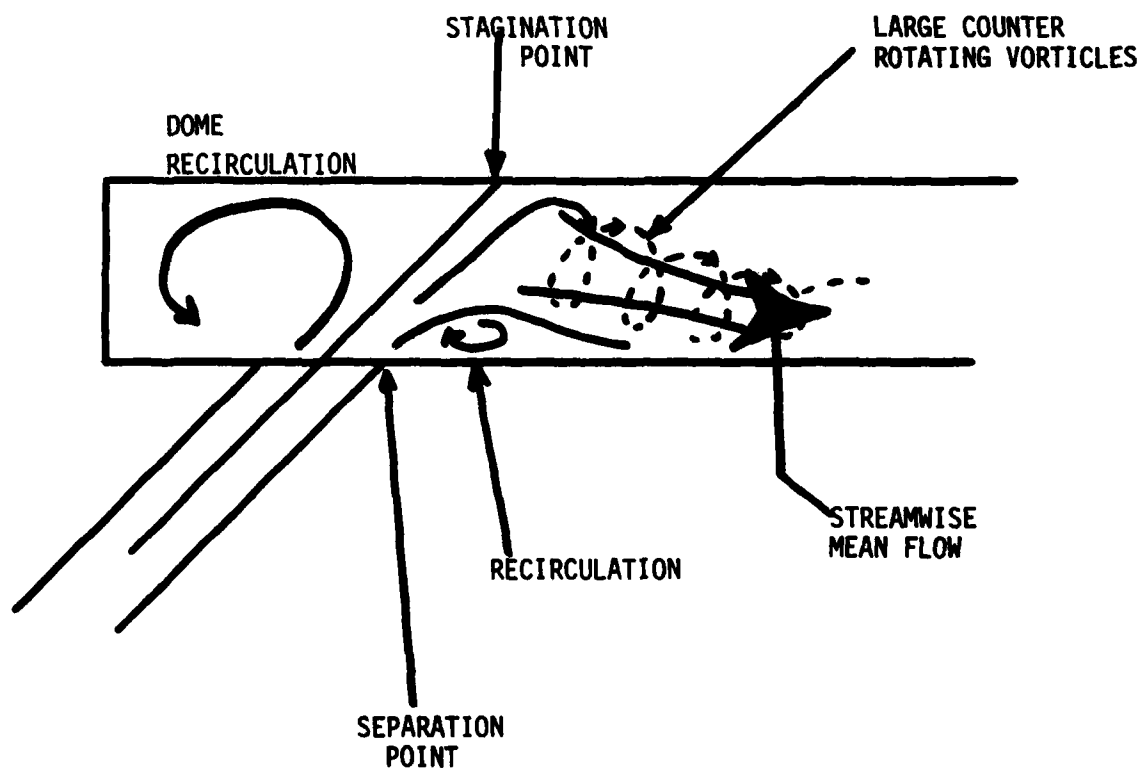 STAGINATION
POINT
LARGE COUNTER
ROTATING VORTICLES
DOME
RECIRCULATION
STREAMWISE
MEAN FLOW
RECIRCULATION
SEPARATION
POINT